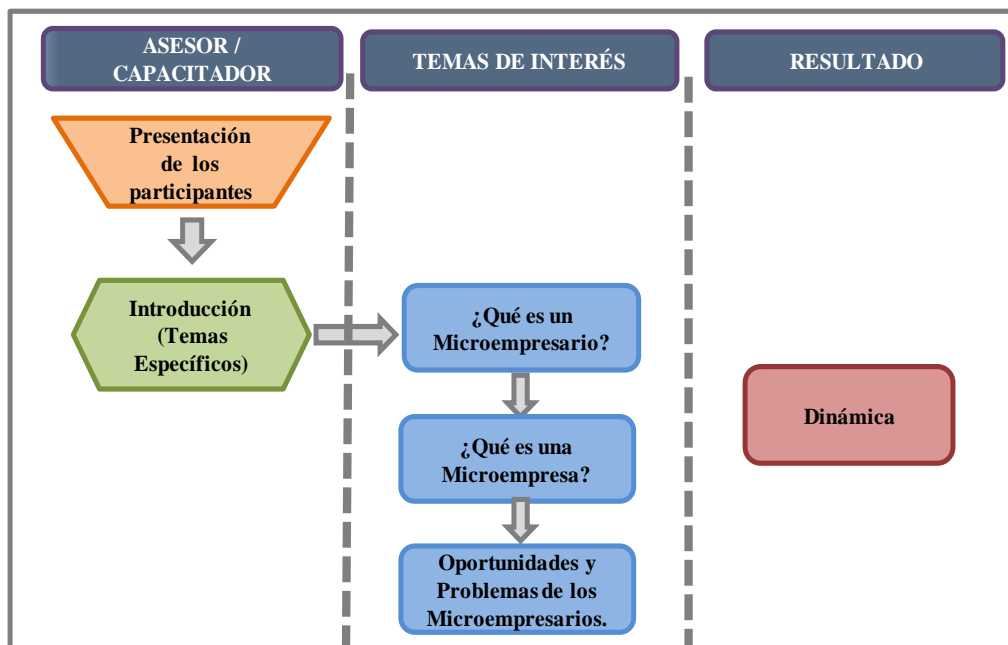 ASESOR /
CAPACITADOR
TEMAS DE INTERÉS
RESULTADO
Presentación
de los
participantes
Introducción
(Temas
Específicos)
¿Qué es un
Microempresario?
¿Qué es una
Microempresa?
Oportunidades y
Problemas de los
Microempresarios.
Dinámica